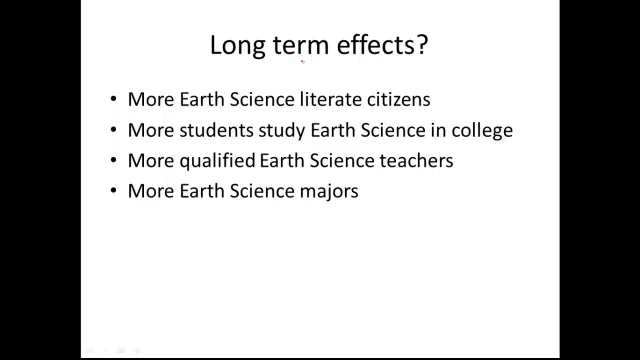 Long term effects?
• More Earth Science literate citizens
• More students study Earth Science in college
• More qualified Earth Science teachers
• More Earth Science majors